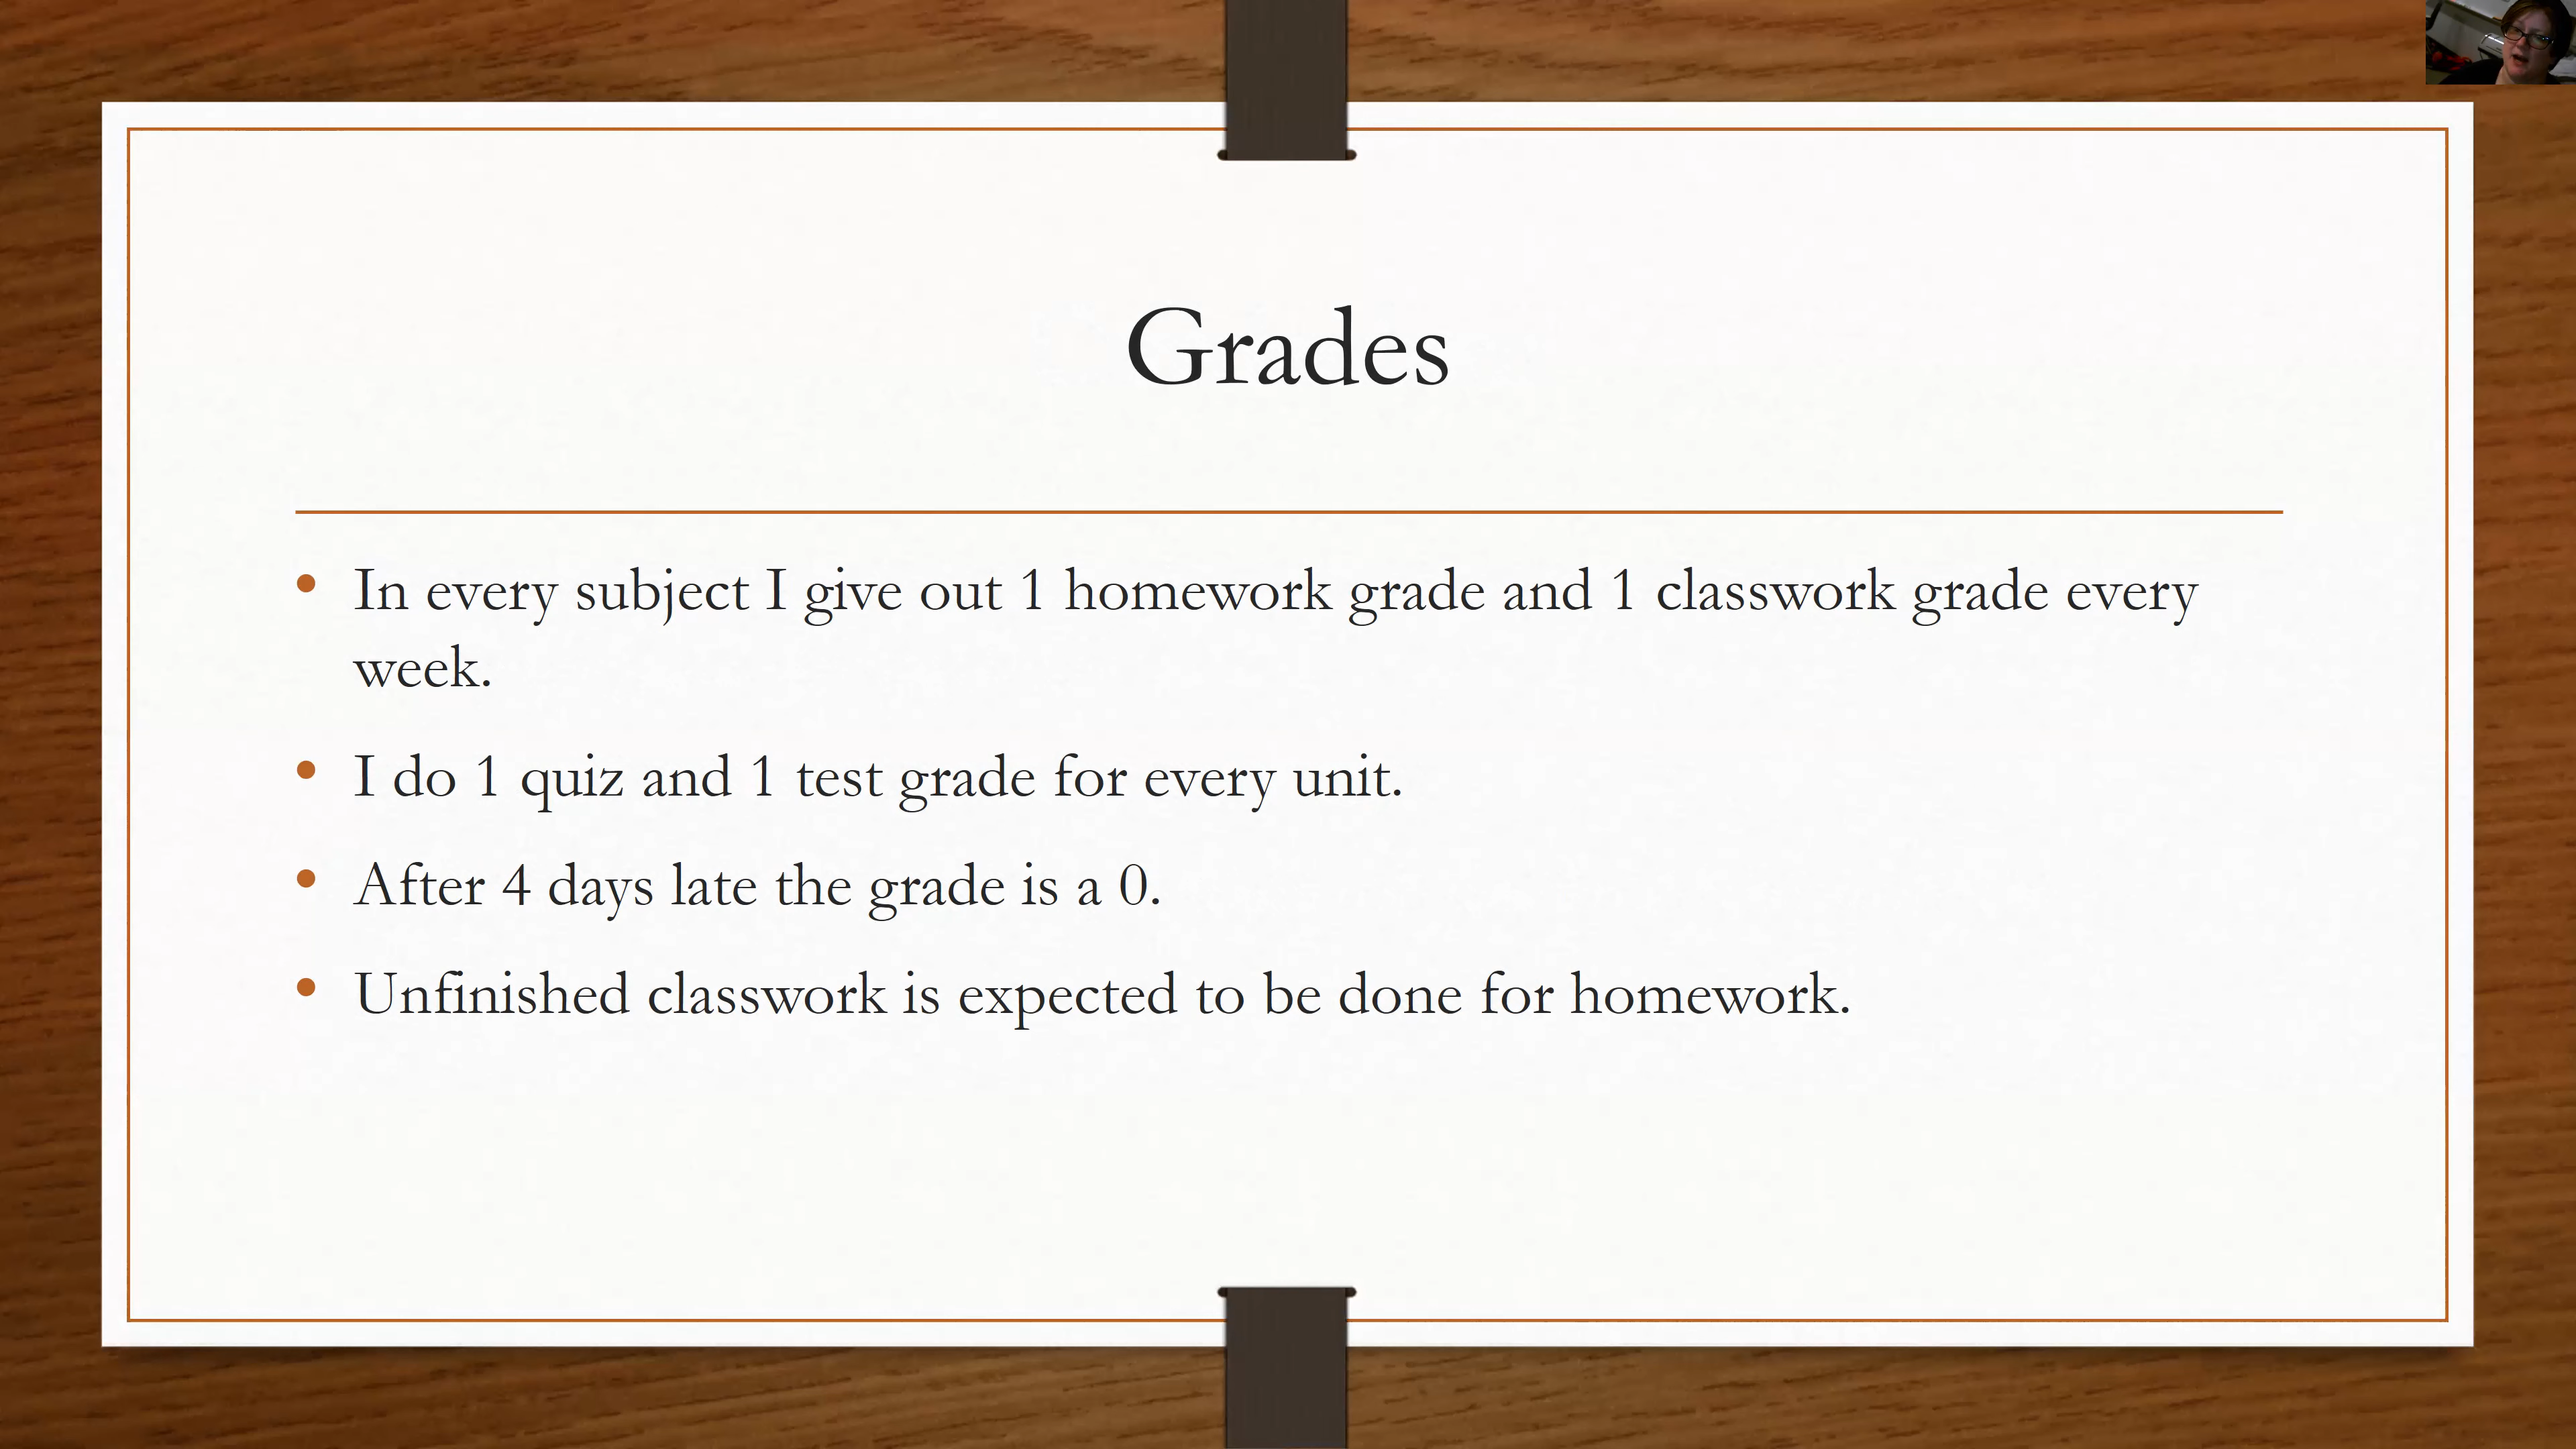 Grades
• In every subject I give out 1 homework grade and 1 classwork grade every
week.
• I do 1 quiz and 1 test grade for every unit.
• After 4 days late the grade is a 0.
• Unfinished classwork is expected to be done for homework.